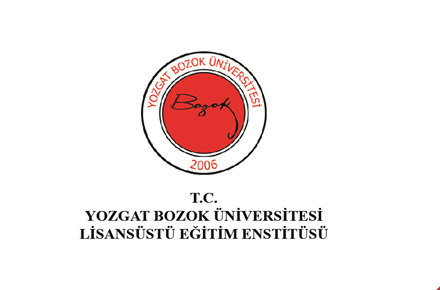 YOZGAT BOZOK ÜNİVERSİTESİ
Bozok
2006
T.C.
YOZGAT BOZOK ÜNİVERSİTESİ
LİSANSÜSTÜ EĞİTİM ENSTİTÜSÜ